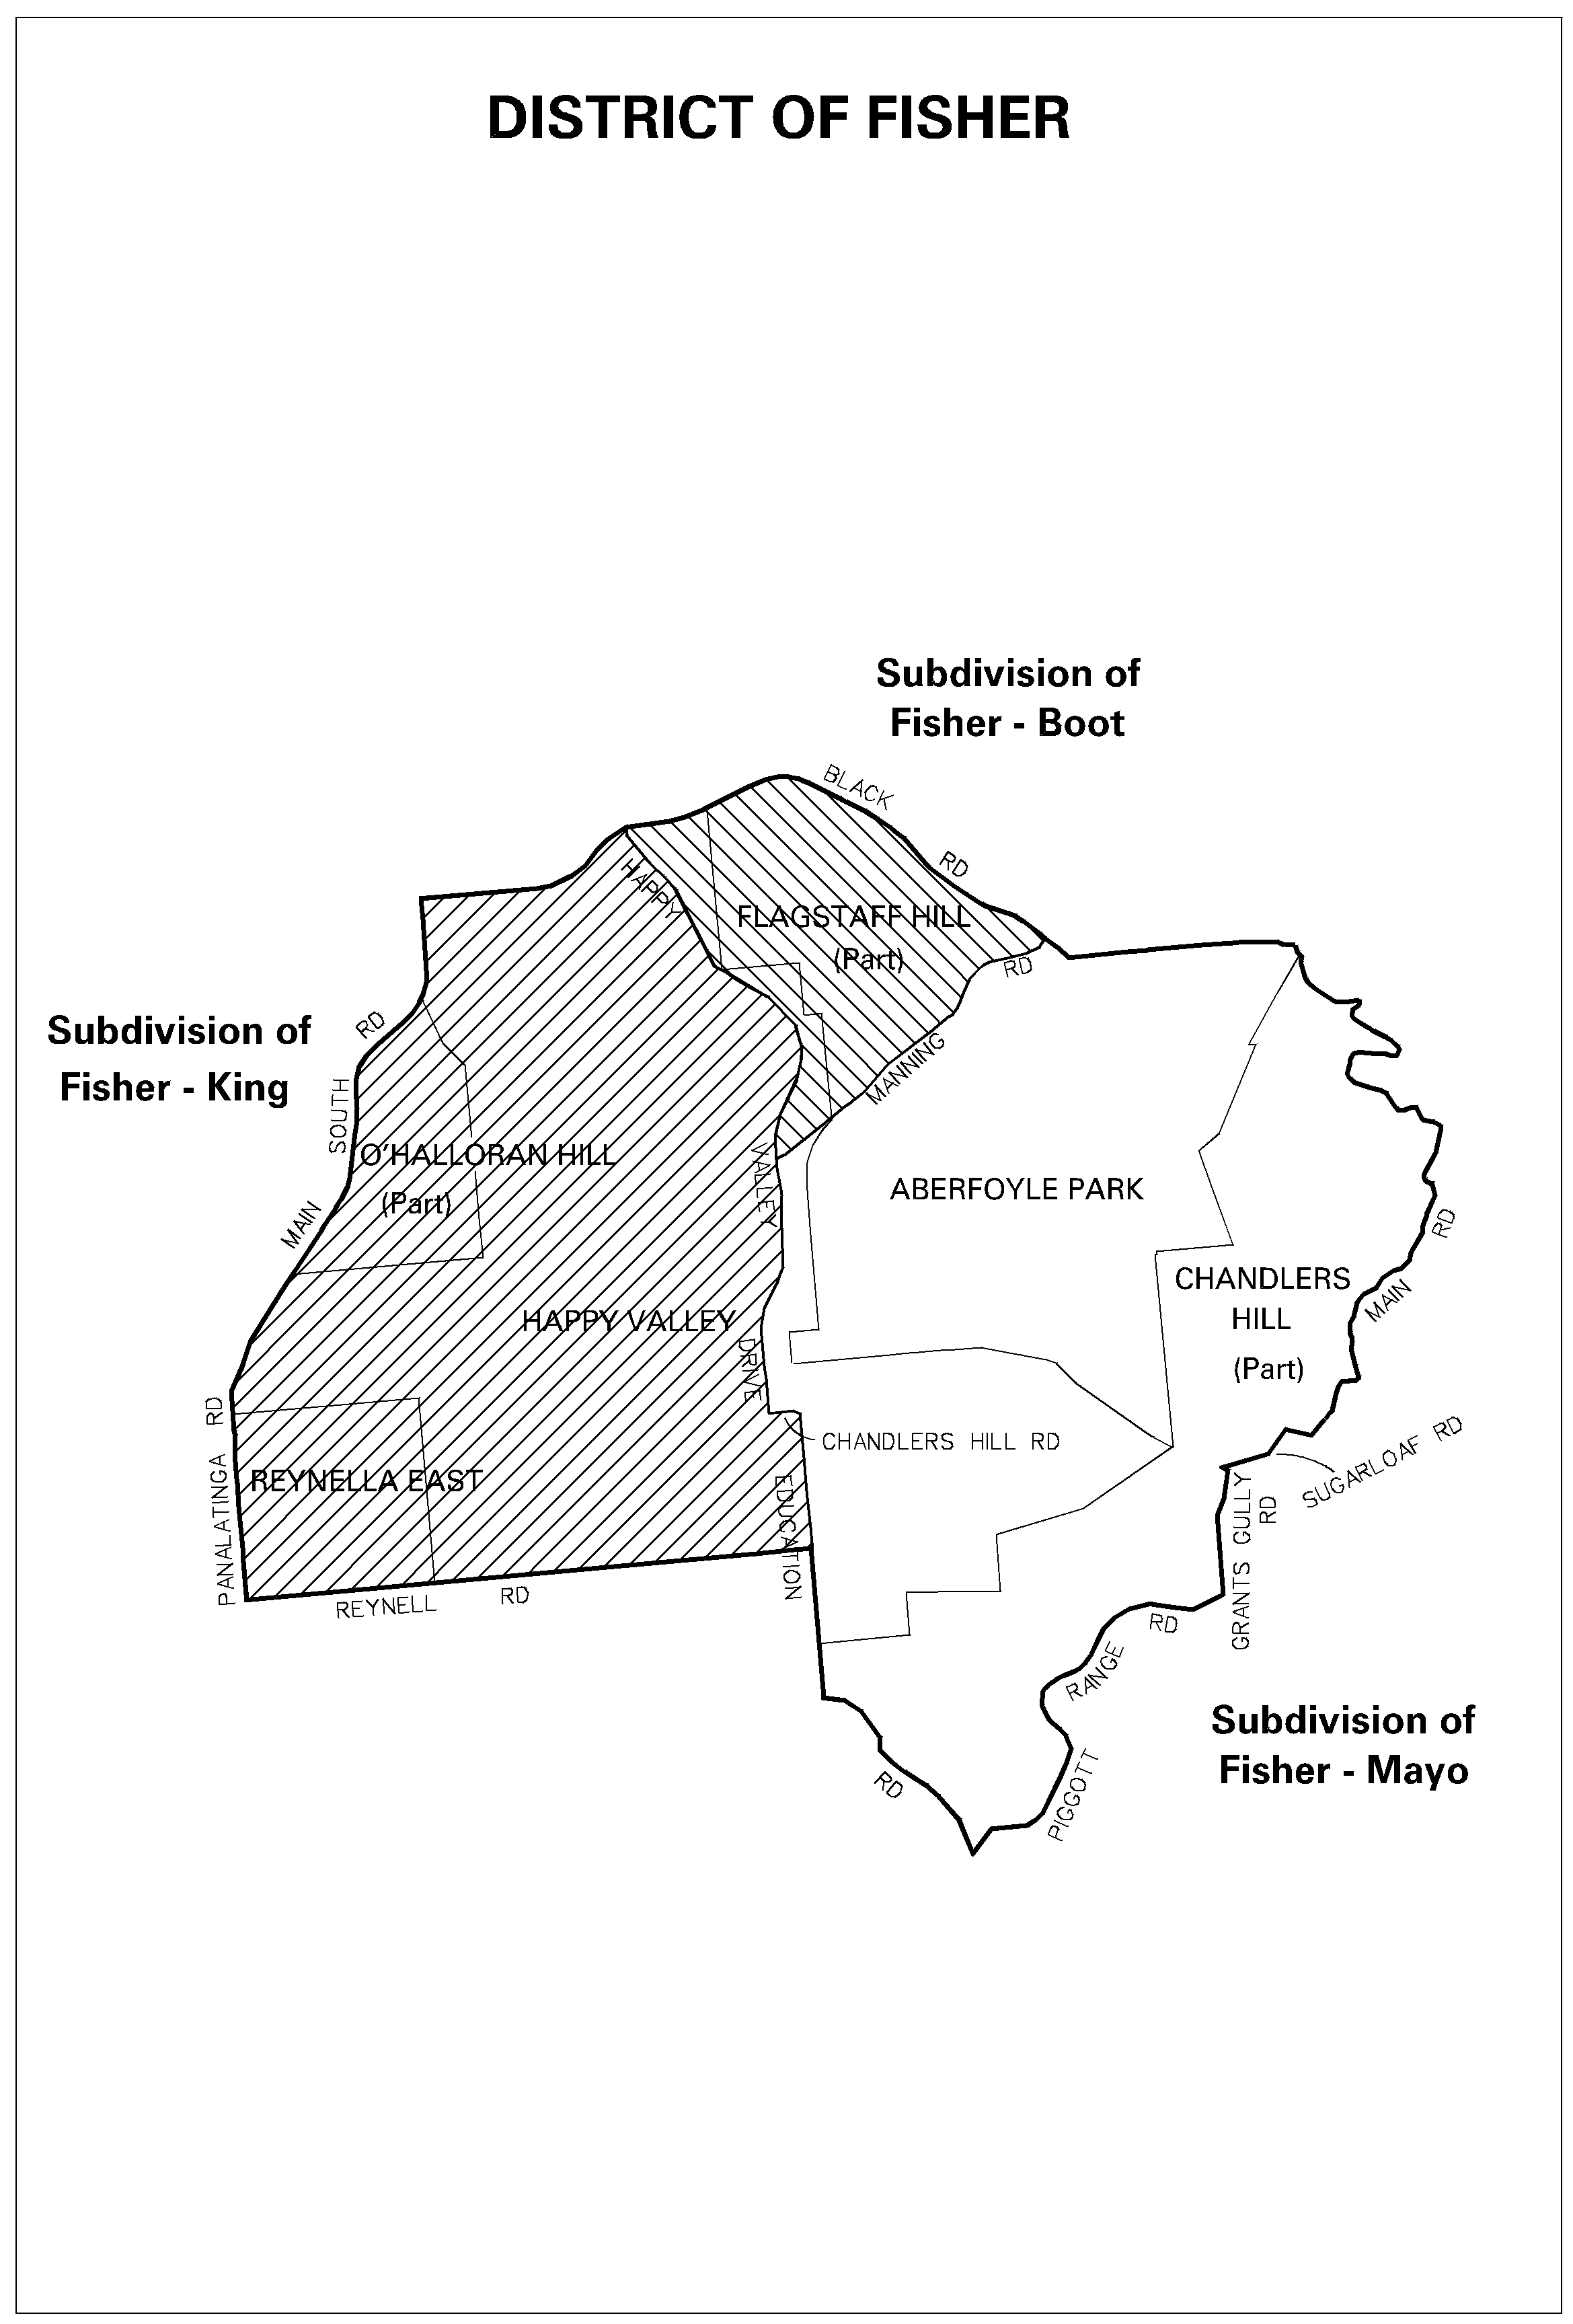 DISTRICT OF FISHER
Subdivision of
Fisher - Boot
BLACK
RD
HAPPY
FLAGSTAFF HILL
(Part)
RD
Subdivision of
Fisher - King
RD
SOUTH
MANNING
O'HALLORAN HILL
(Part)
MAIN
VALLEY
ABERFOYLE PARK
RD
CHANDLERS
HILL
(Part)
MAIN
HAPPY VALLEY
DRIVE
RD
PANALATINGA
CHANDLERS HILL RD
SUGARLOAF RD
REYNELLA EAST
EDUCATION
GRANTS GULLY
RD
REYNELL RD
RD
RANGE
PIGGOTT
RD
Subdivision of
Fisher - Mayo